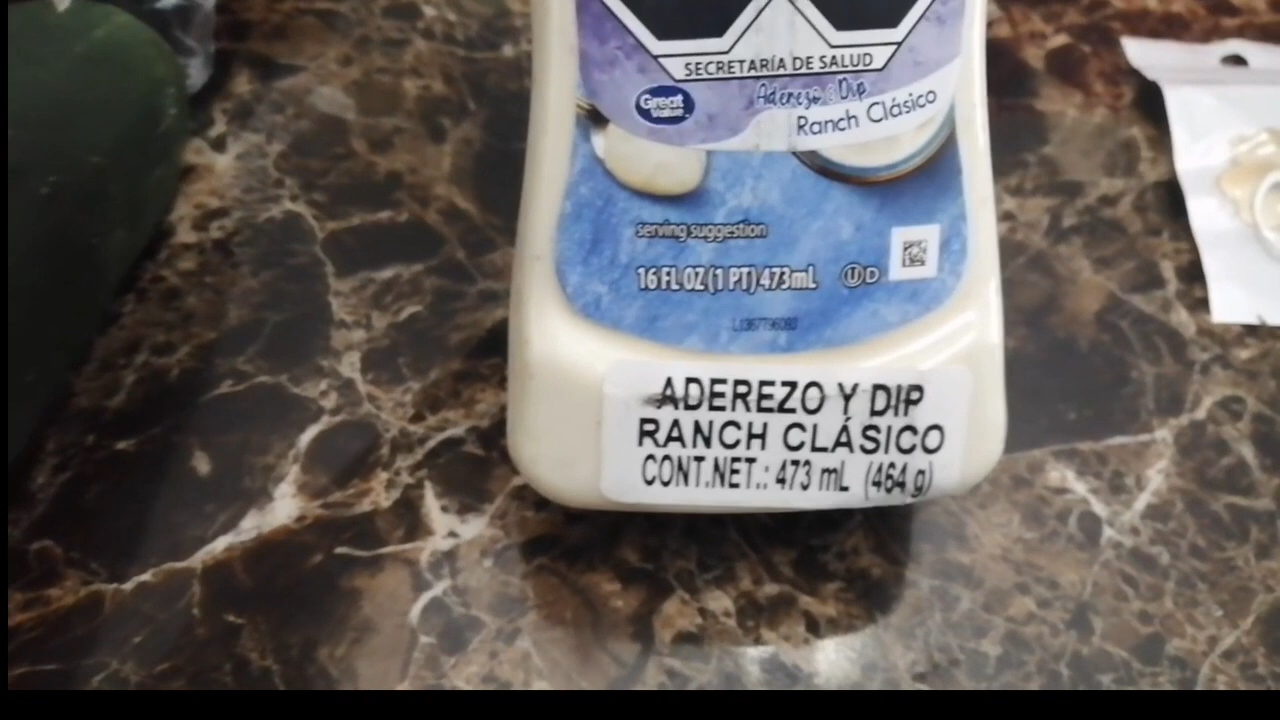 SECRETARÍA DE SALUD
Great Value
Aderezo & Dip
Ranch Clásico
serving suggestion
16 FL OZ (1 PT) 473mL
U D
ADEREZO Y DIP
RANCH CLÁSICO
CONT.NET.: 473 mL (464 g)